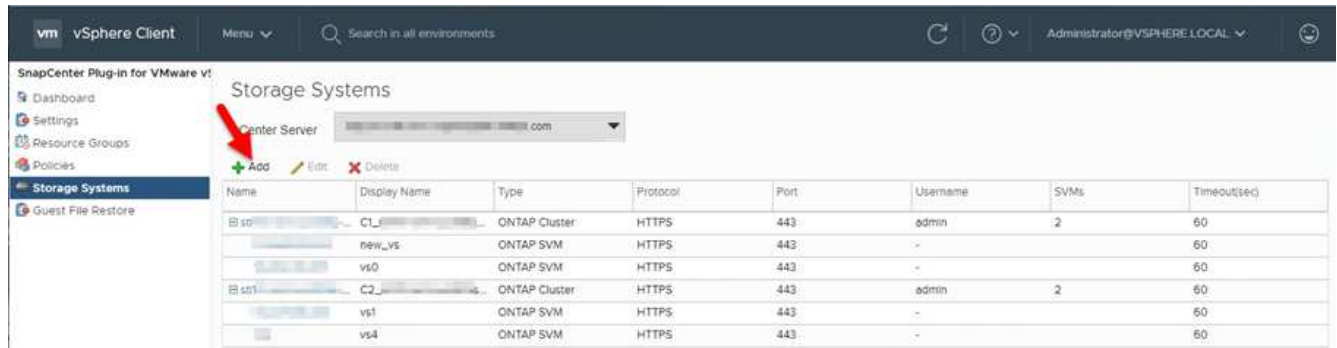 vm vSphere Client Menu Search in all environments Administrator@VSPHERE.LOCAL
SnapCenter Plug-in for VMware
Dashboard
Settings
Resource Groups
Policies
Storage Systems
Guest File Restore
Storage Systems
Center Server com
Add Edit Delete
Name Display Name Type Protocol Port Username SVMs Timeout(sec)
C1_ ONTAP Cluster HTTPS 443 admin 2 60
new_vs ONTAP SVM HTTPS 443 - 60
vs0 ONTAP SVM HTTPS 443 - 60
C2_ ONTAP Cluster HTTPS 443 admin 2 60
vs1 ONTAP SVM HTTPS 443 - 60
vs4 ONTAP SVM HTTPS 443 - 60